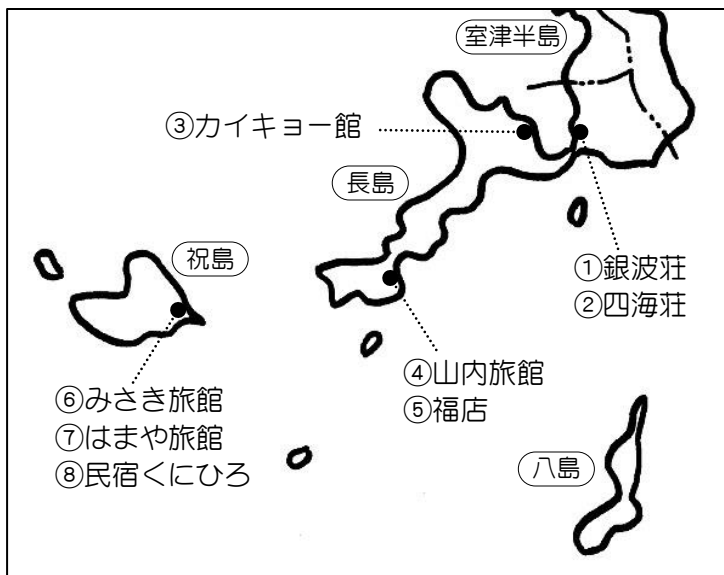 室津半島
③カイキョー館
長島
祝島
①銀波荘
②四海荘
④山内旅館
⑤福店
⑥みさき旅館
⑦はまや旅館
⑧民宿くにひろ
八島